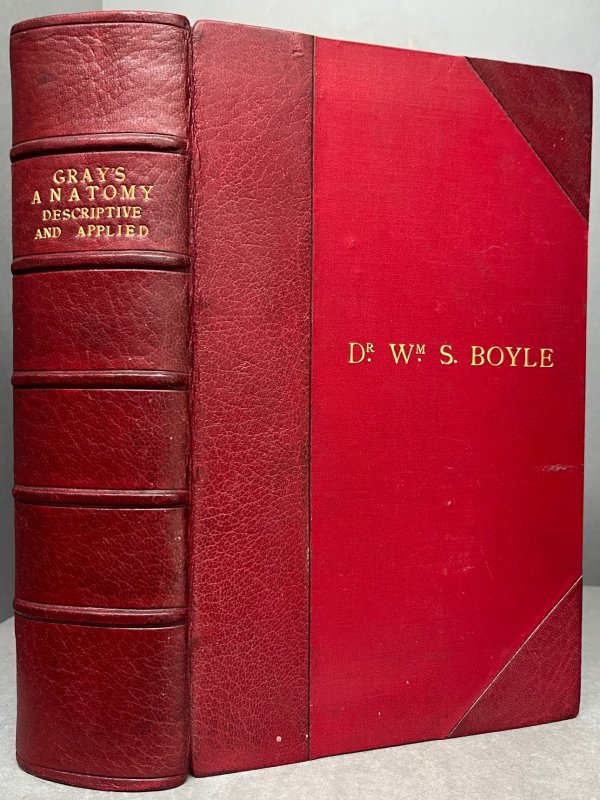 GRAY'S
ANATOMY
DESCRIPTIVE
AND APPLIED
DR. WM. S. BOYLE